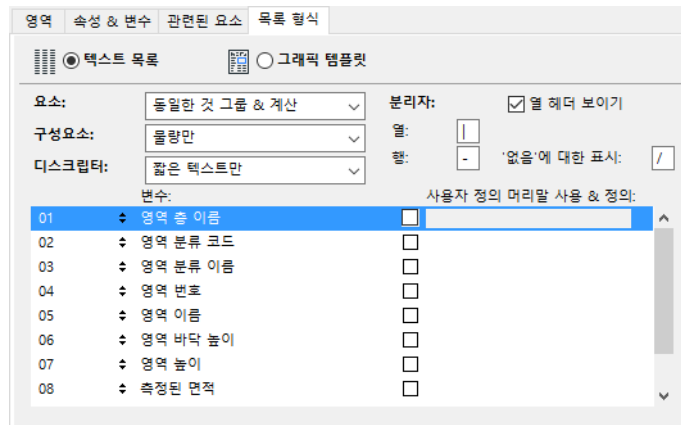 영역 속성 & 변수 관련된 요소 목록 형식
텍스트 목록 그래픽 템플릿
요소: 동일한 것 그룹 & 계산 분리자: 열 헤더 보이기
구성요소: 물량만 열: |
디스크립터: 짧은 텍스트만 행: - '없음'에 대한 표시: /
변수: 사용자 정의 머리말 사용 & 정의:
01 영역 층 이름
02 영역 분류 코드
03 영역 분류 이름
04 영역 번호
05 영역 이름
06 영역 바닥 높이
07 영역 높이
08 측정된 면적